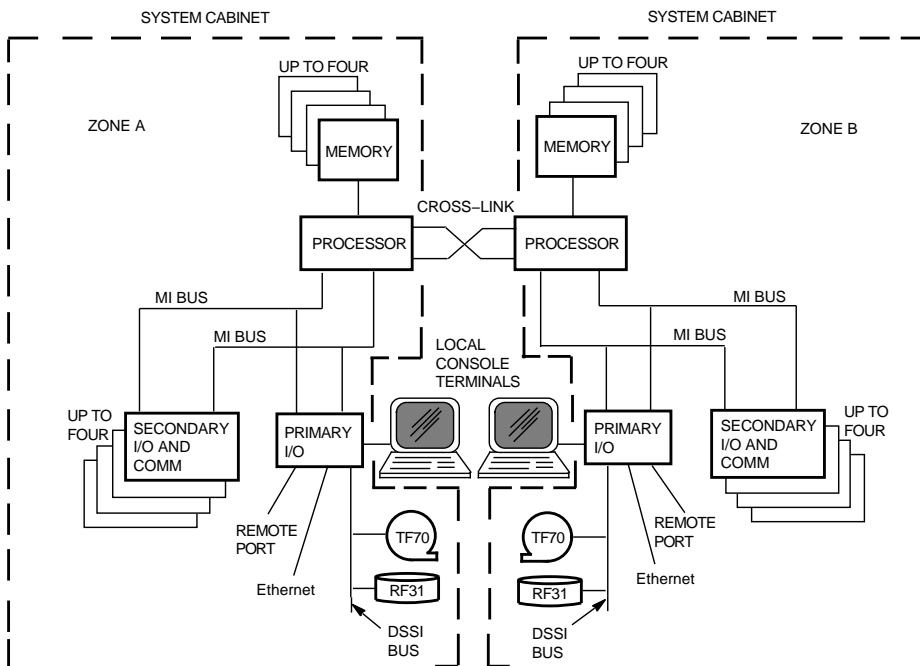 SYSTEM CABINET
SYSTEM CABINET
UP TO FOUR
UP TO FOUR
ZONE A
ZONE B
MEMORY
MEMORY
CROSS–LINK
PROCESSOR
PROCESSOR
MI BUS
MI BUS
MI BUS
MI BUS
LOCAL
CONSOLE
TERMINALS
UP TO
FOUR
SECONDARY
I/O AND
COMM
PRIMARY
I/O
PRIMARY
I/O
SECONDARY
I/O AND
COMM
UP TO
FOUR
REMOTE
PORT
Ethernet
TF70
RF31
DSSI
BUS
TF70
RF31
DSSI
BUS
REMOTE
PORT
Ethernet